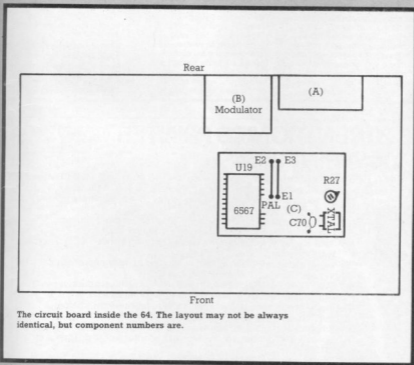 Rear
(B)
Modulator
(A)
E2
E3
U19
R27
E1
PAL
(C)
6567
C70
XTAL
Front
The circuit board inside the 64. The layout may not be always
identical, but component numbers are.